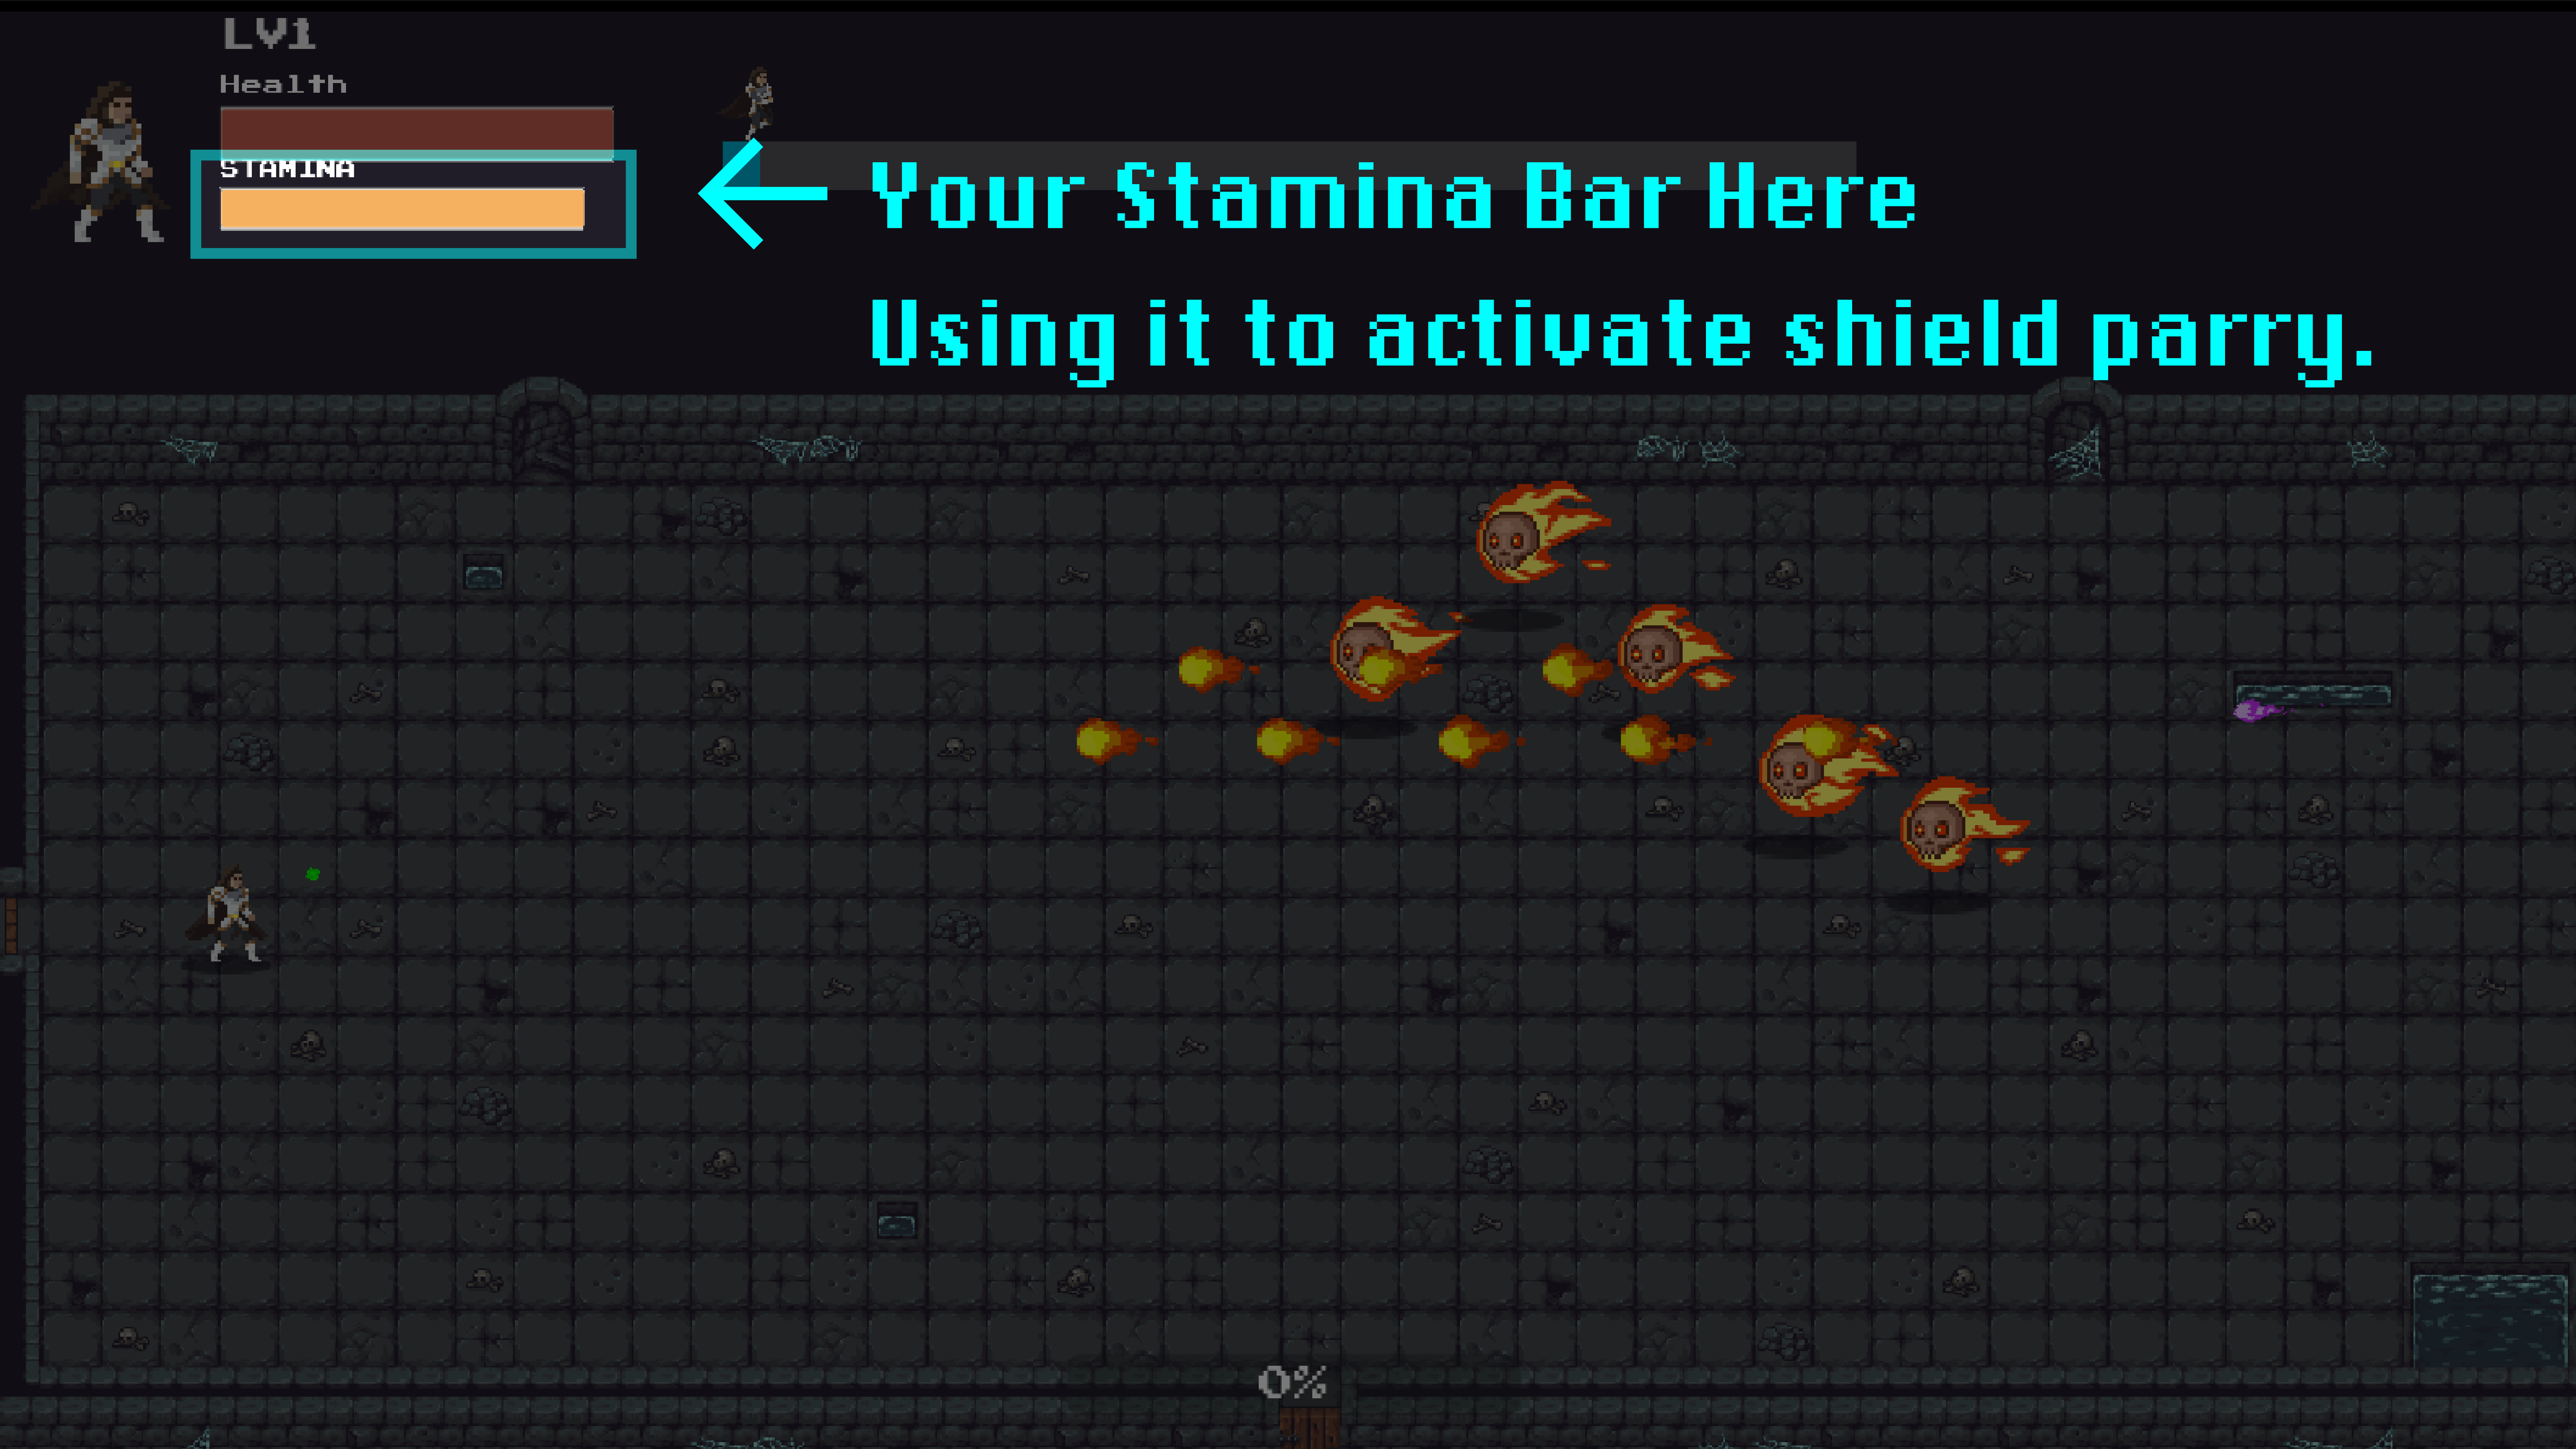 LV1
Health
STAMINA
Your Stamina Bar Here
Using it to activate shield parry.
0%